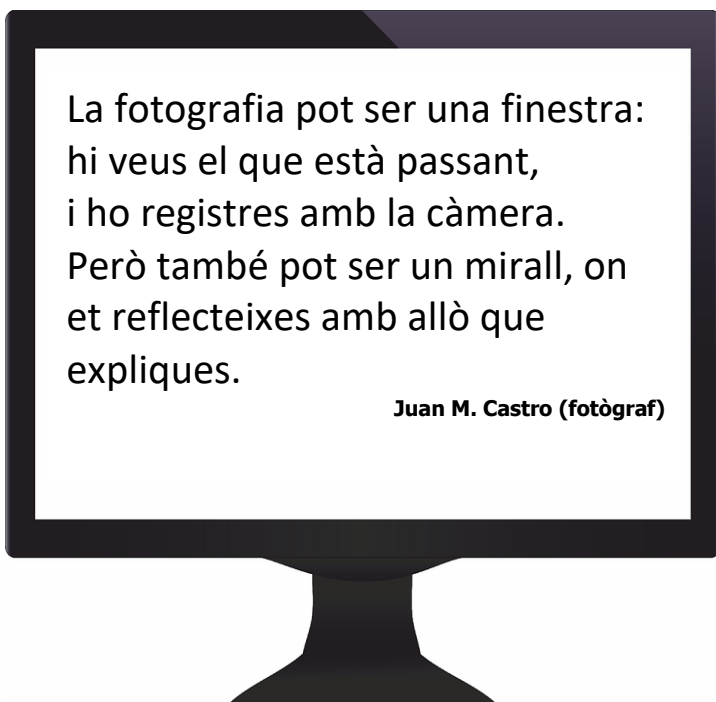 La fotografia pot ser una finestra:
hi veus el que està passant,
i ho registres amb la càmera.
Però també pot ser un mirall, on
et reflecteixes amb allò que
expliques.
Juan M. Castro (fotògraf)